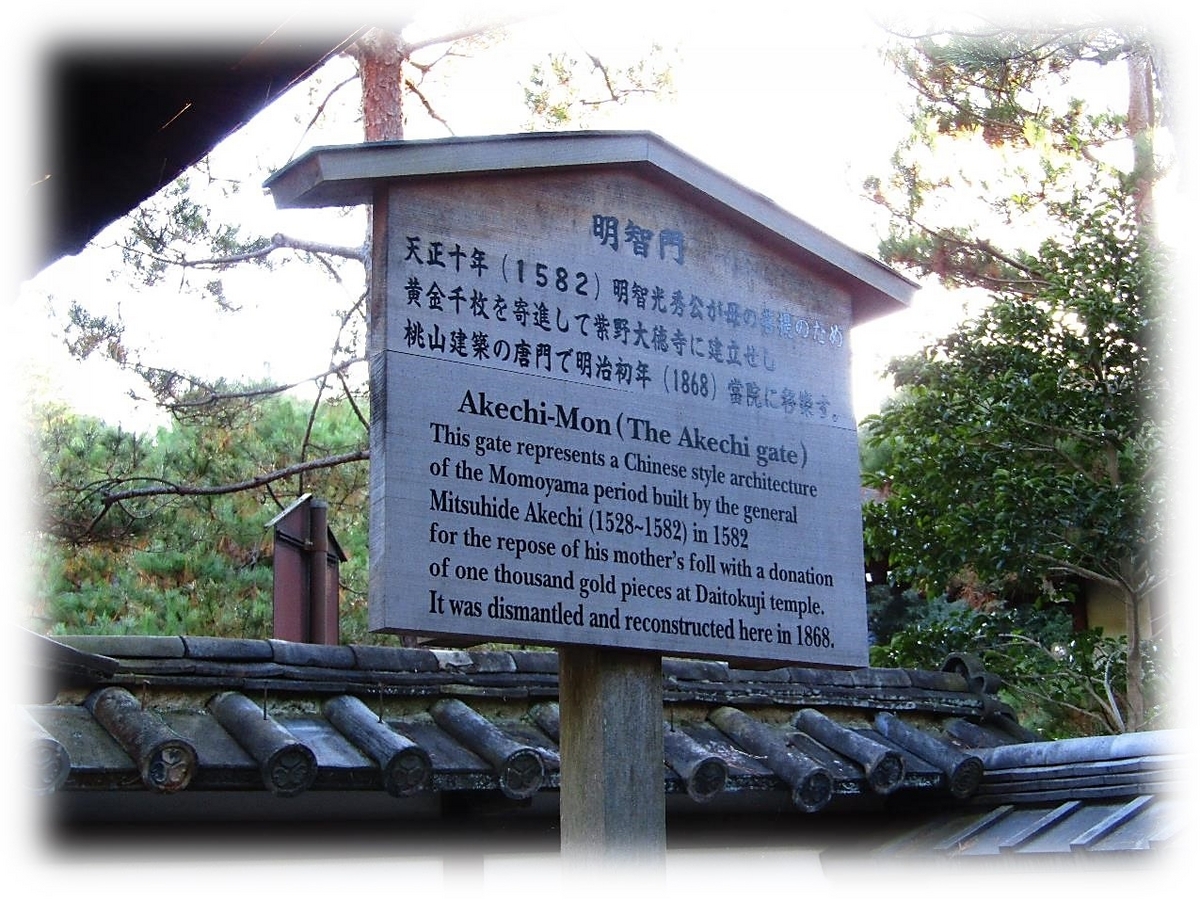 明智門
天正十年（1582）明智光秀公が母の菩提のため
黄金千枚を寄進して紫野大徳寺に建立せし
桃山建築の唐門で明治初年（1868）當院に移築す。
Akechi-Mon (The Akechi gate)
This gate represents a Chinese style architecture
of the Momoyama period built by the general
Mitsuhide Akechi (1528~1582) in 1582
for the repose of his mother's foll with a donation
of one thousand gold pieces at Daitokuji temple.
It was dismantled and reconstructed here in 1868.